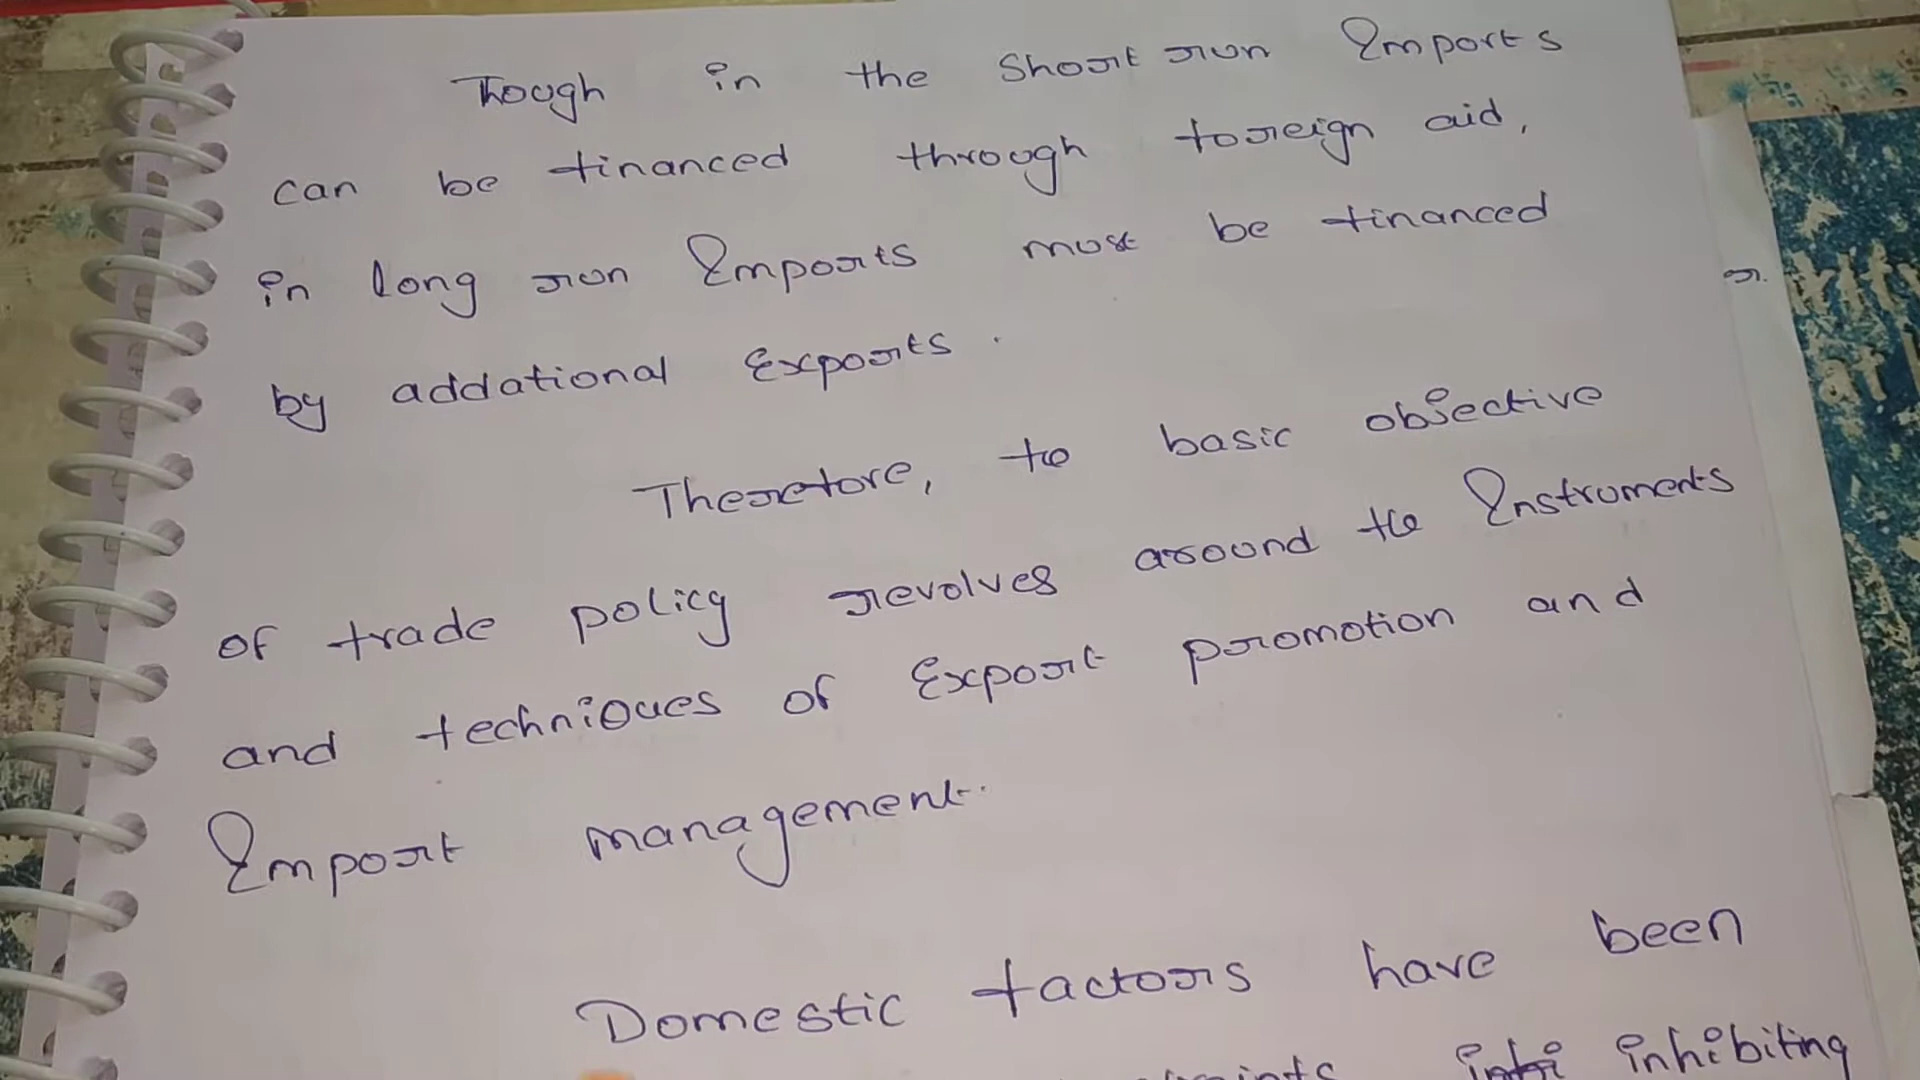 Though in the short run Imports
can be financed through foreign aid,
in long run Imports must be financed
by addational Exports.
Therefore, the basic objective
of trade policy revolves around the Instruments
and techniques of Export promotion and
Import management.
Domestic factors have been
inhibiting